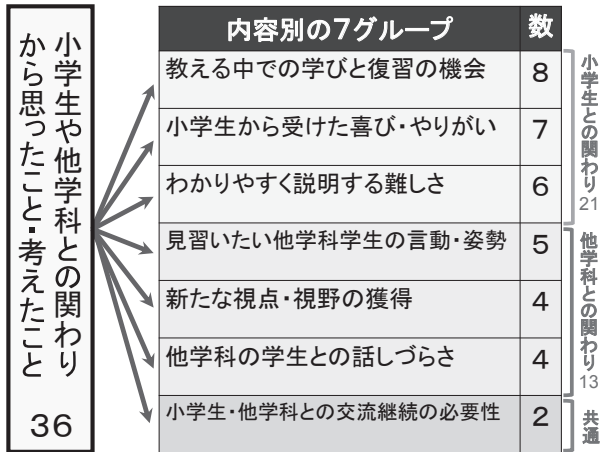 小学生や他学科との関わり
から思ったこと・考えたこと
36
内容別の7グループ 数
教える中での学びと復習の機会 8
小学生から受けた喜び・やりがい 7
わかりやすく説明する難しさ 6
見習いたい他学科学生の言動・姿勢 5
新たな視点・視野の獲得 4
他学科の学生との話しづらさ 4
小学生・他学科との交流継続の必要性 2
小学生との関わり 21
他学科との関わり 13
共通